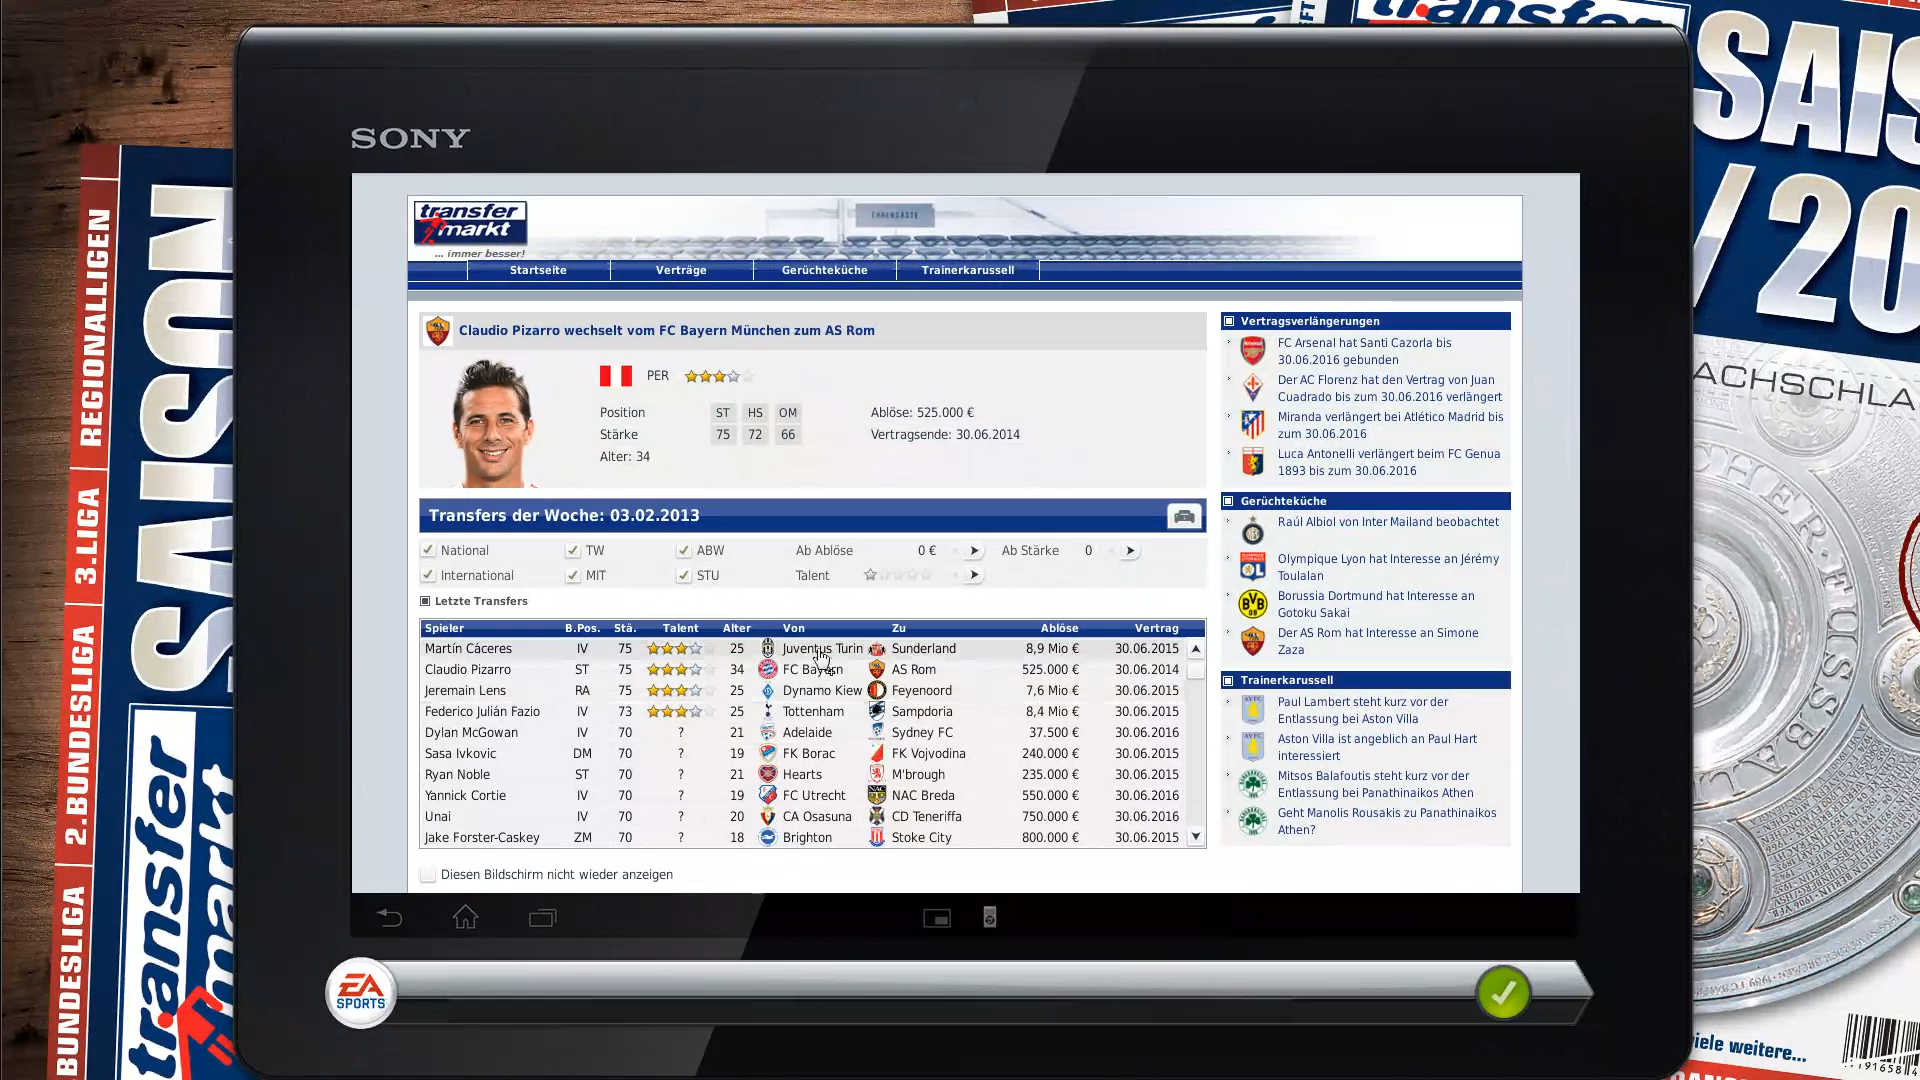 SONY
transfer
markt
... immer besser!
EHRENGÄSTE
Startseite
Verträge
Gerüchteküche
Trainerkarussell
Claudio Pizarro wechselt vom FC Bayern München zum AS Rom
PER
Position ST HS OM
Stärke 75 72 66
Alter: 34
Ablöse: 525.000 €
Vertragsende: 30.06.2014
Transfers der Woche: 03.02.2013
National TW ABW Ab Ablöse 0 € Ab Stärke 0
International MIT STU Talent
Letzte Transfers
Spieler B.Pos. Stä. Talent Alter Von Zu Ablöse Vertrag
Martín Cáceres IV 75 25 Juventus Turin Sunderland 8,9 Mio € 30.06.2015
Claudio Pizarro ST 75 34 FC Bayern AS Rom 525.000 € 30.06.2014
Jeremain Lens RA 75 25 Dynamo Kiew Feyenoord 7,6 Mio € 30.06.2015
Federico Julián Fazio IV 73 25 Tottenham Sampdoria 8,4 Mio € 30.06.2015
Dylan McGowan IV 70 ? 21 Adelaide Sydney FC 37.500 € 30.06.2016
Sasa Ivkovic DM 70 ? 19 FK Borac FK Vojvodina 240.000 € 30.06.2015
Ryan Noble ST 70 ? 21 Hearts M'brough 235.000 € 30.06.2015
Yannick Cortie IV 70 ? 19 FC Utrecht NAC Breda 550.000 € 30.06.2016
Unai IV 70 ? 20 CA Osasuna CD Teneriffa 750.000 € 30.06.2016
Jake Forster-Caskey ZM 70 ? 18 Brighton Stoke City 800.000 € 30.06.2015
Diesen Bildschirm nicht wieder anzeigen
Vertragsverlängerungen
FC Arsenal hat Santi Cazorla bis
30.06.2016 gebunden
Der AC Florenz hat den Vertrag von Juan
Cuadrado bis zum 30.06.2016 verlängert
Miranda verlängert bei Atlético Madrid bis
zum 30.06.2016
Luca Antonelli verlängert beim FC Genua
1893 bis zum 30.06.2016
Gerüchteküche
Raúl Albiol von Inter Mailand beobachtet
Olympique Lyon hat Interesse an Jérémy
Toulalan
Borussia Dortmund hat Interesse an
Gotoku Sakai
Der AS Rom hat Interesse an Simone
Zaza
Trainerkarussell
Paul Lambert steht kurz vor der
Entlassung bei Aston Villa
Aston Villa ist angeblich an Paul Hart
interessiert
Mitsos Balafoutis steht kurz vor der
Entlassung bei Panathinaikos Athen
Geht Manolis Rousakis zu Panathinaikos
Athen?
EA
SPORTS
REGIONALLIGEN
3.LIGA
2.BUNDESLIGA
BUNDESLIGA
SAISON
transfer
markt
transfer
SAIS
/20
ACHSCHLA
iele weitere...